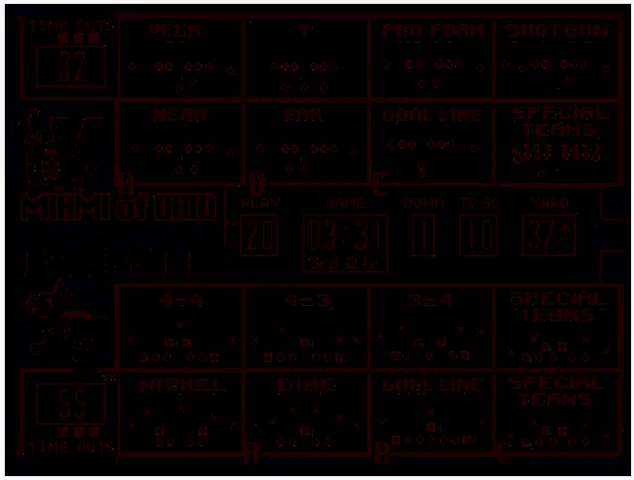 TIME OUTS
32
VEER
T
PRO FORM
SHOTGUN
NEAR
FAR
GOAL LINE
SPECIAL
TEAMS
A
B
C
MIAMI of OHIO
PLAY
20
GAME
03:31
3rd Qtr
DOWN
1
TO GO
10
YARD
37
4-4
4-3
3-4
SPECIAL
TEAMS
NICKEL
DIME
GOAL LINE
SPECIAL
TEAMS
55
TIME OUTS